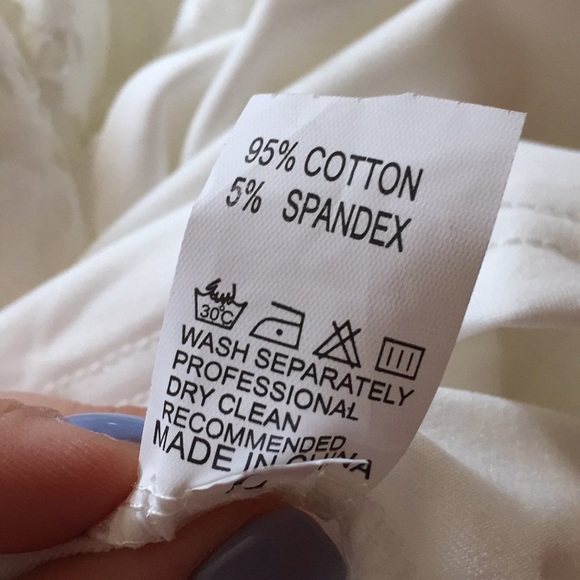 95% COTTON
5% SPANDEX
30°C
WASH SEPARATELY
PROFESSIONAL
DRY CLEAN
RECOMMENDED
MADE IN CHINA